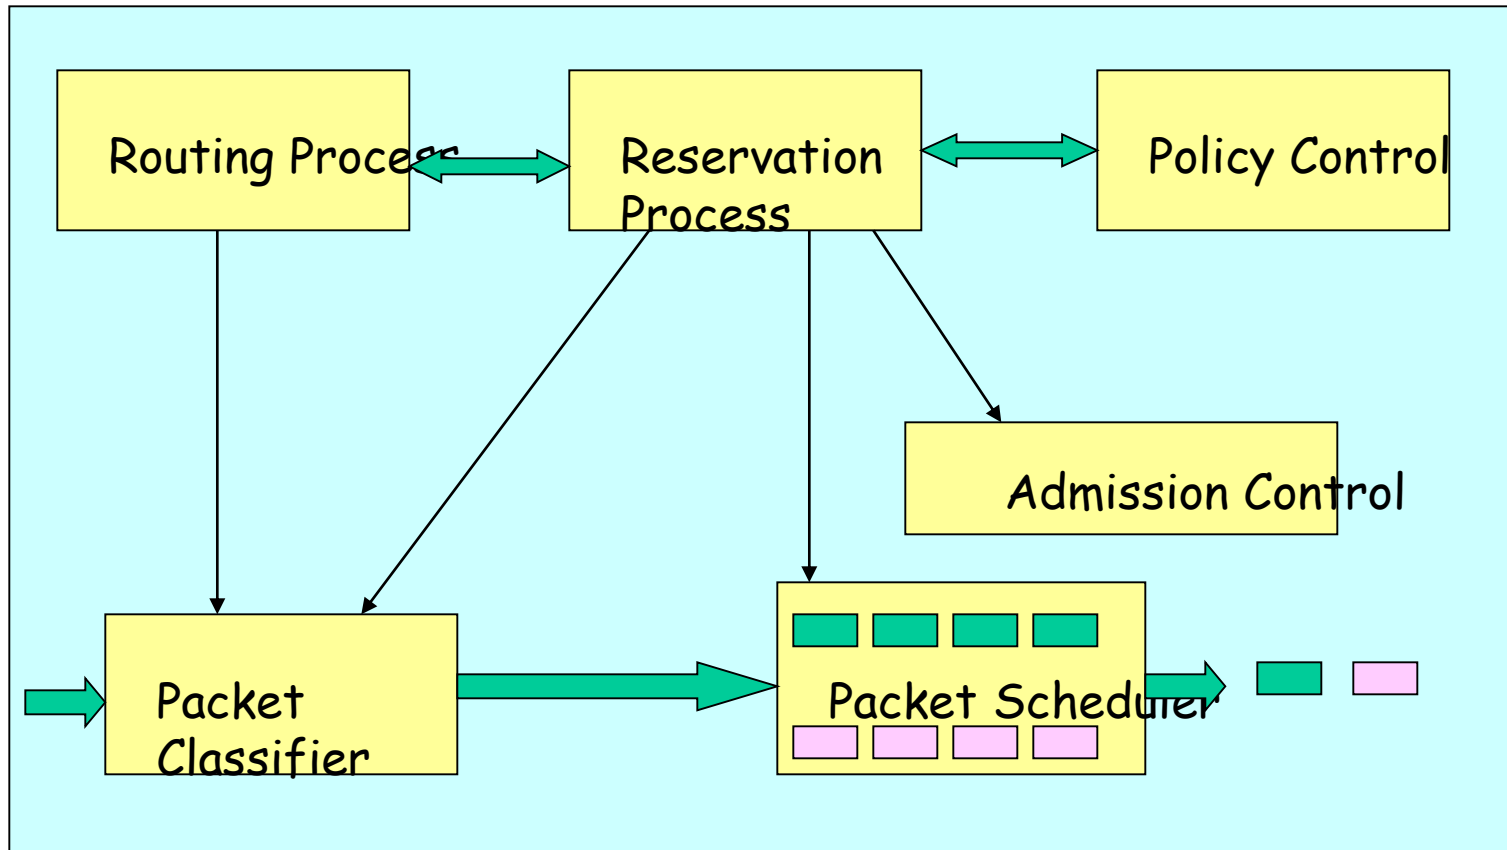 Routing Process
Reservation
Process
Policy Control
Admission Control
Packet
Classifier
Packet Scheduler